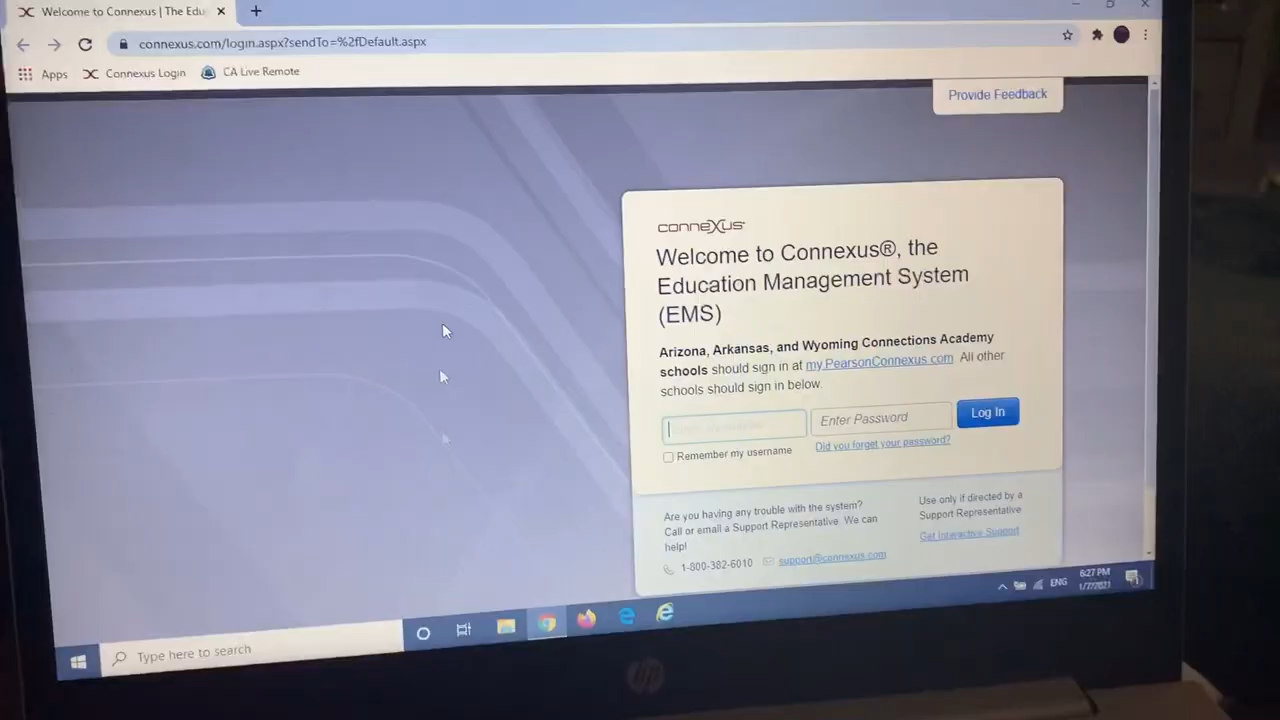 Welcome to Connexus | The Edu
connexus.com/login.aspx?sendTo=%2fDefault.aspx
Apps
Connexus Login
CA Live Remote
Provide Feedback
conneXus
Welcome to Connexus®, the
Education Management System
(EMS)
Arizona, Arkansas, and Wyoming Connections Academy
schools should sign in at my.PearsonConnexus.com. All other
schools should sign in below.
Enter Password
Log In
Remember my username
Did you forget your password?
Are you having any trouble with the system?
Call or email a Support Representative. We can
help!
1-800-382-6010
support@connexus.com
Use only if directed by a
Support Representative
Get Interactive Support
ENG
6:27 PM
1/7/2021
Type here to search
hp